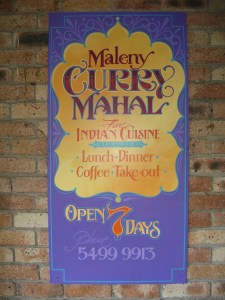 Maleny
CURRY
MAHAL
Fine
INDIAN CUISINE
Lunch · Dinner
· Coffee · Take-out ·
OPEN 7 DAYS
Phone
5499 9913